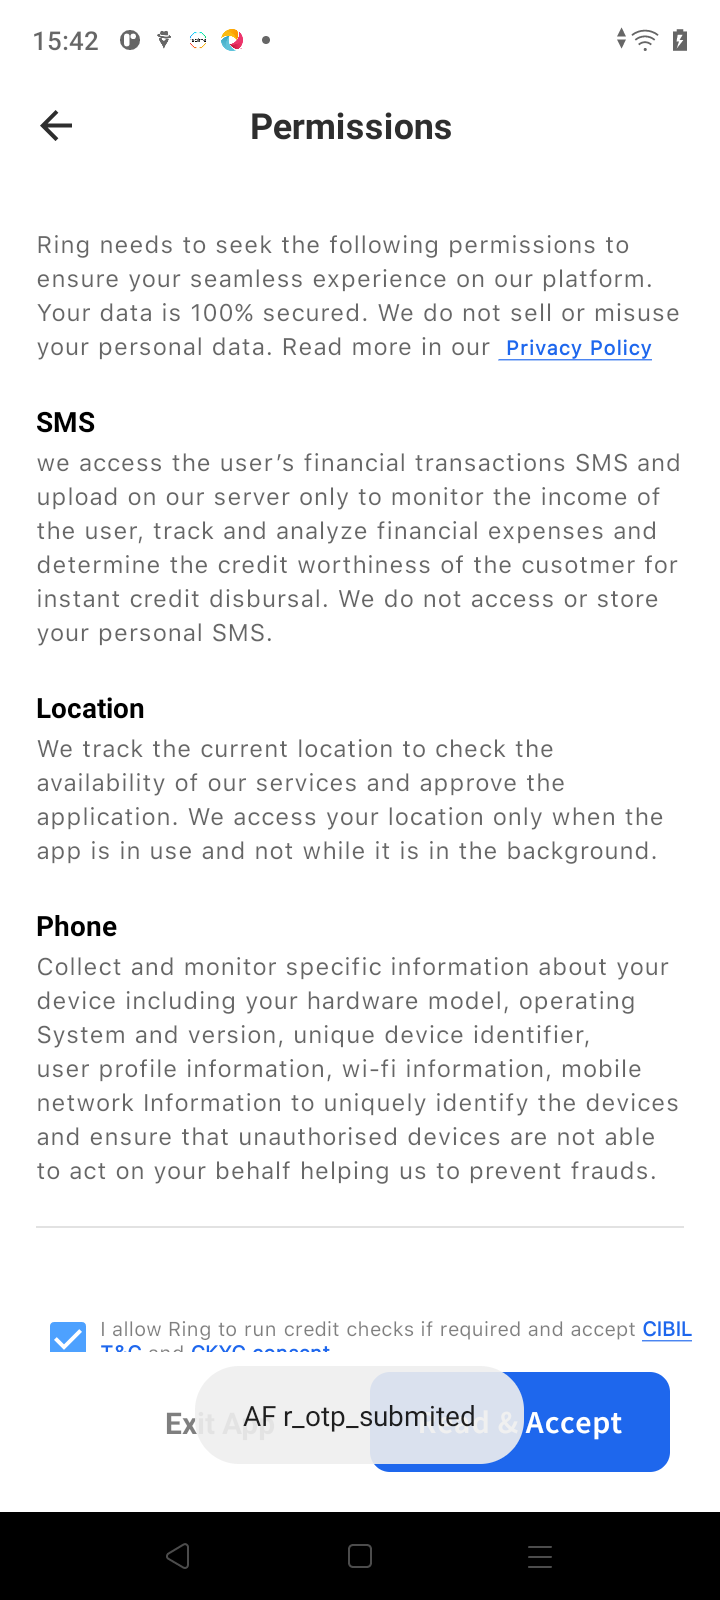 15:42
Permissions
Ring needs to seek the following permissions to
ensure your seamless experience on our platform.
Your data is 100% secured. We do not sell or misuse
your personal data. Read more in our Privacy Policy
SMS
we access the user’s financial transactions SMS and
upload on our server only to monitor the income of
the user, track and analyze financial expenses and
determine the credit worthiness of the cusotmer for
instant credit disbursal. We do not access or store
your personal SMS.
Location
We track the current location to check the
availability of our services and approve the
application. We access your location only when the
app is in use and not while it is in the background.
Phone
Collect and monitor specific information about your
device including your hardware model, operating
System and version, unique device identifier,
user profile information, wi-fi information, mobile
network Information to uniquely identify the devices
and ensure that unauthorised devices are not able
to act on your behalf helping us to prevent frauds.
I allow Ring to run credit checks if required and accept CIBIL
T&C and CKYC consent
Exit App
AF r_otp_submited
Read & Accept